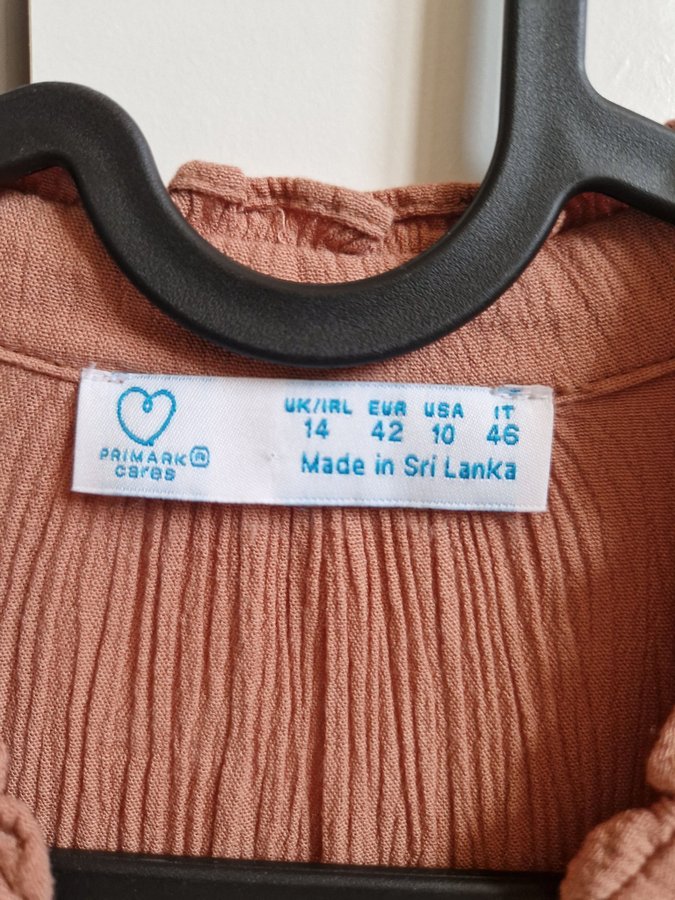 PRIMARK®
cares
UK/IRL EUR USA IT
14 42 10 46
Made in Sri Lanka